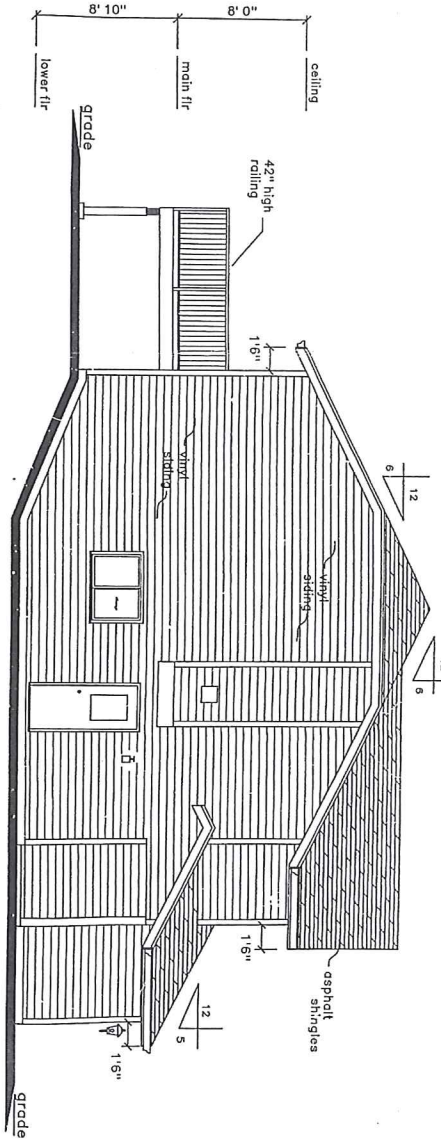 8' 10"
8' 0"
lower flr
main flr
ceiling
grade
42" high
railing
1'6"
vinyl
siding
vinyl
siding
12
6
6
1'6"
asphalt
shingles
12
5
1'6"
grade